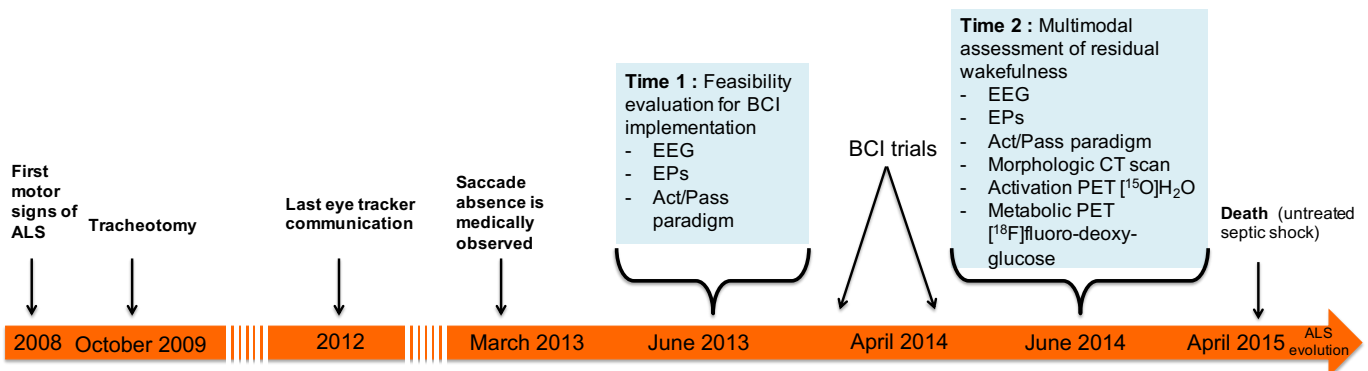 First
motor
signs of
ALS
Tracheotomy
Last eye tracker
communication
Saccade
absence is
medically
observed
Time 1 : Feasibility
evaluation for BCI
implementation
- EEG
- EPs
- Act/Pass
paradigm
BCI trials
Time 2 : Multimodal
assessment of residual
wakefulness
- EEG
- EPs
- Act/Pass paradigm
- Morphologic CT scan
- Activation PET [¹⁵O]H₂O
- Metabolic PET
[¹⁸F]fluoro-deoxy-
glucose
Death (untreated
septic shock)
2008
October 2009
2012
March 2013
June 2013
April 2014
June 2014
April 2015
ALS
evolution